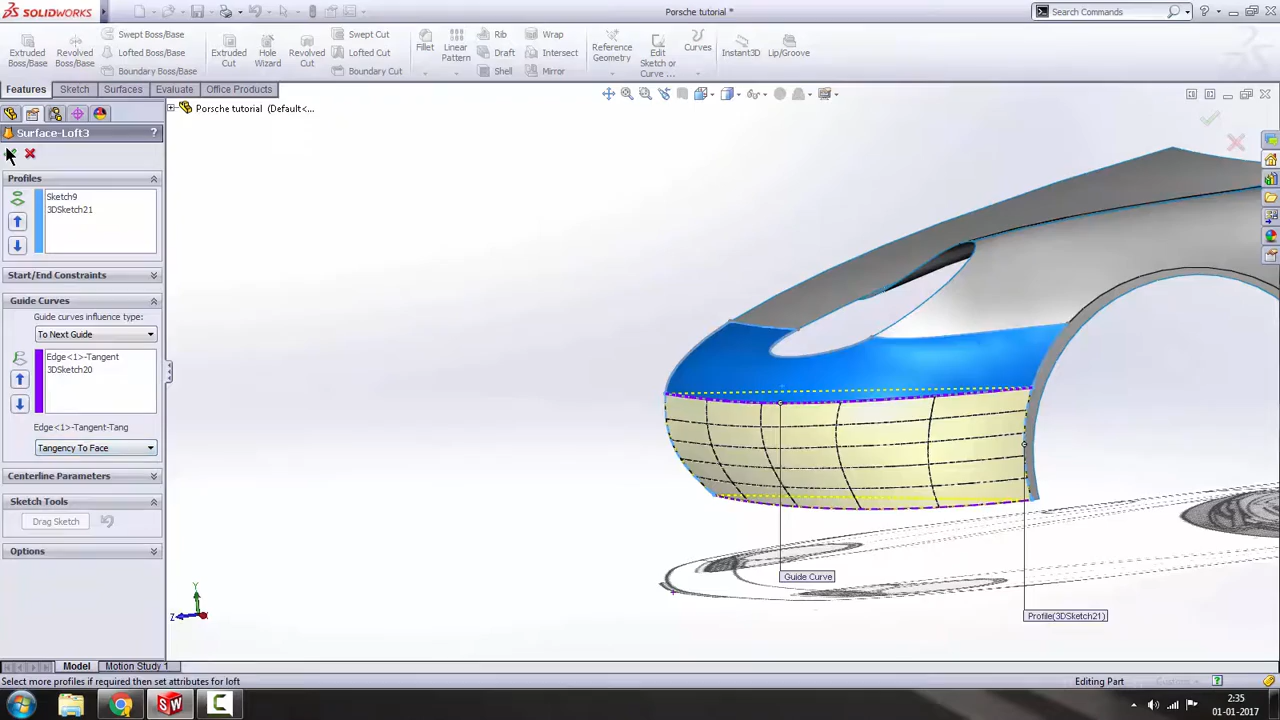 SOLIDWORKS
Porsche tutorial *
Search Commands
Extruded Boss/Base
Revolved Boss/Base
Swept Boss/Base
Lofted Boss/Base
Boundary Boss/Base
Extruded Cut
Hole Wizard
Revolved Cut
Swept Cut
Lofted Cut
Boundary Cut
Fillet
Linear Pattern
Rib
Draft
Shell
Wrap
Intersect
Mirror
Reference Geometry
Edit Sketch or Curve ...
Curves
Instant3D
Lip/Groove
Features
Sketch
Surfaces
Evaluate
Office Products
Porsche tutorial (Default<...
Surface-Loft3
?
Profiles
Sketch9
3DSketch21
Start/End Constraints
Guide Curves
Guide curves influence type:
To Next Guide
Edge<1>-Tangent
3DSketch20
Edge<1>-Tangent-Tang
Tangency To Face
Centerline Parameters
Sketch Tools
Drag Sketch
Options
Guide Curve
Profile(3DSketch21)
Y
Z
Model
Motion Study 1
Select more profiles if required then set attributes for loft
Editing Part
Custom
2:35
01-01-2017